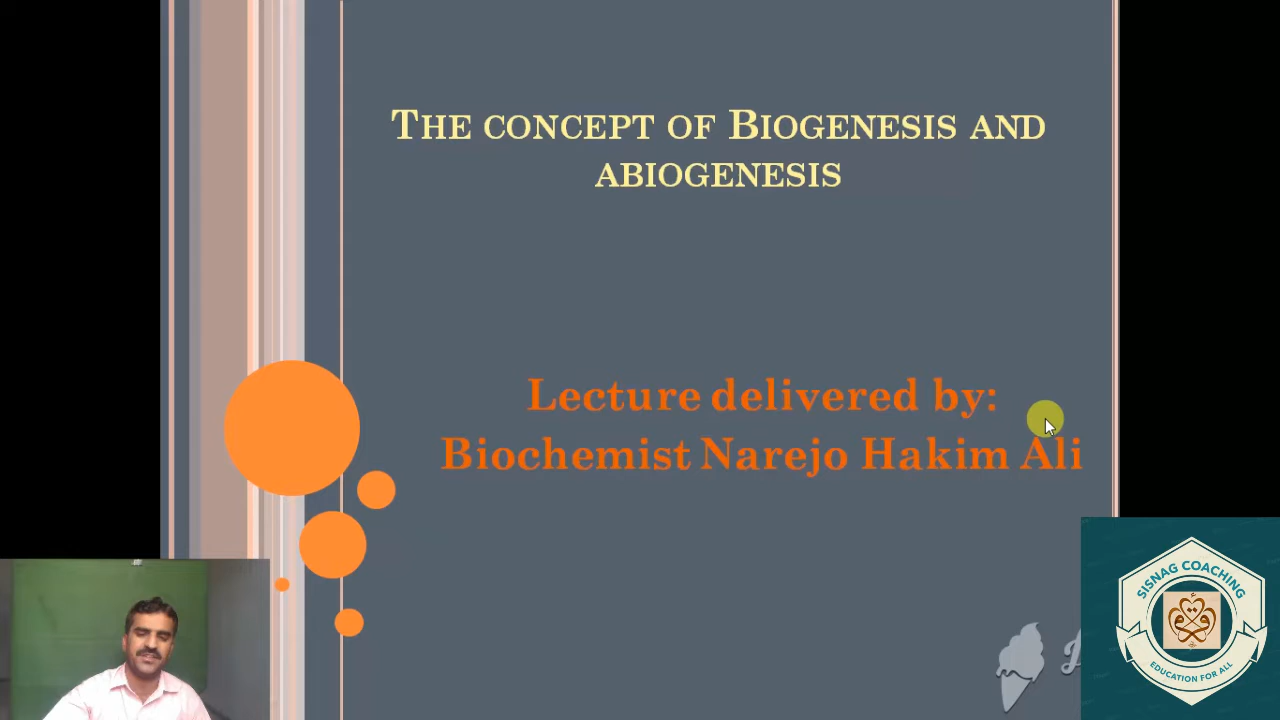 The concept of Biogenesis and
abiogenesis
Lecture delivered by:
Biochemist Narejo Hakim Ali
SISNAG COACHING
EDUCATION FOR ALL